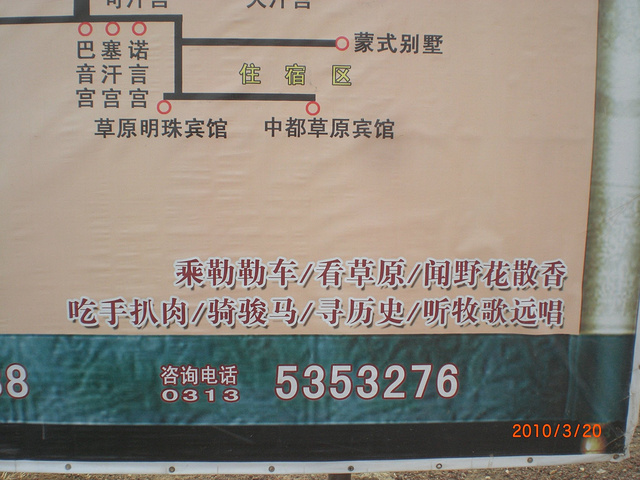 蒙式别墅
巴音宫
塞汗宫
诺言宫
住宿区
草原明珠宾馆
中都草原宾馆
乘勒勒车/看草原/闻野花散香
吃手扒肉/骑骏马/寻历史/听牧歌远唱
8
咨询电话
0313
5353276
2010/3/20